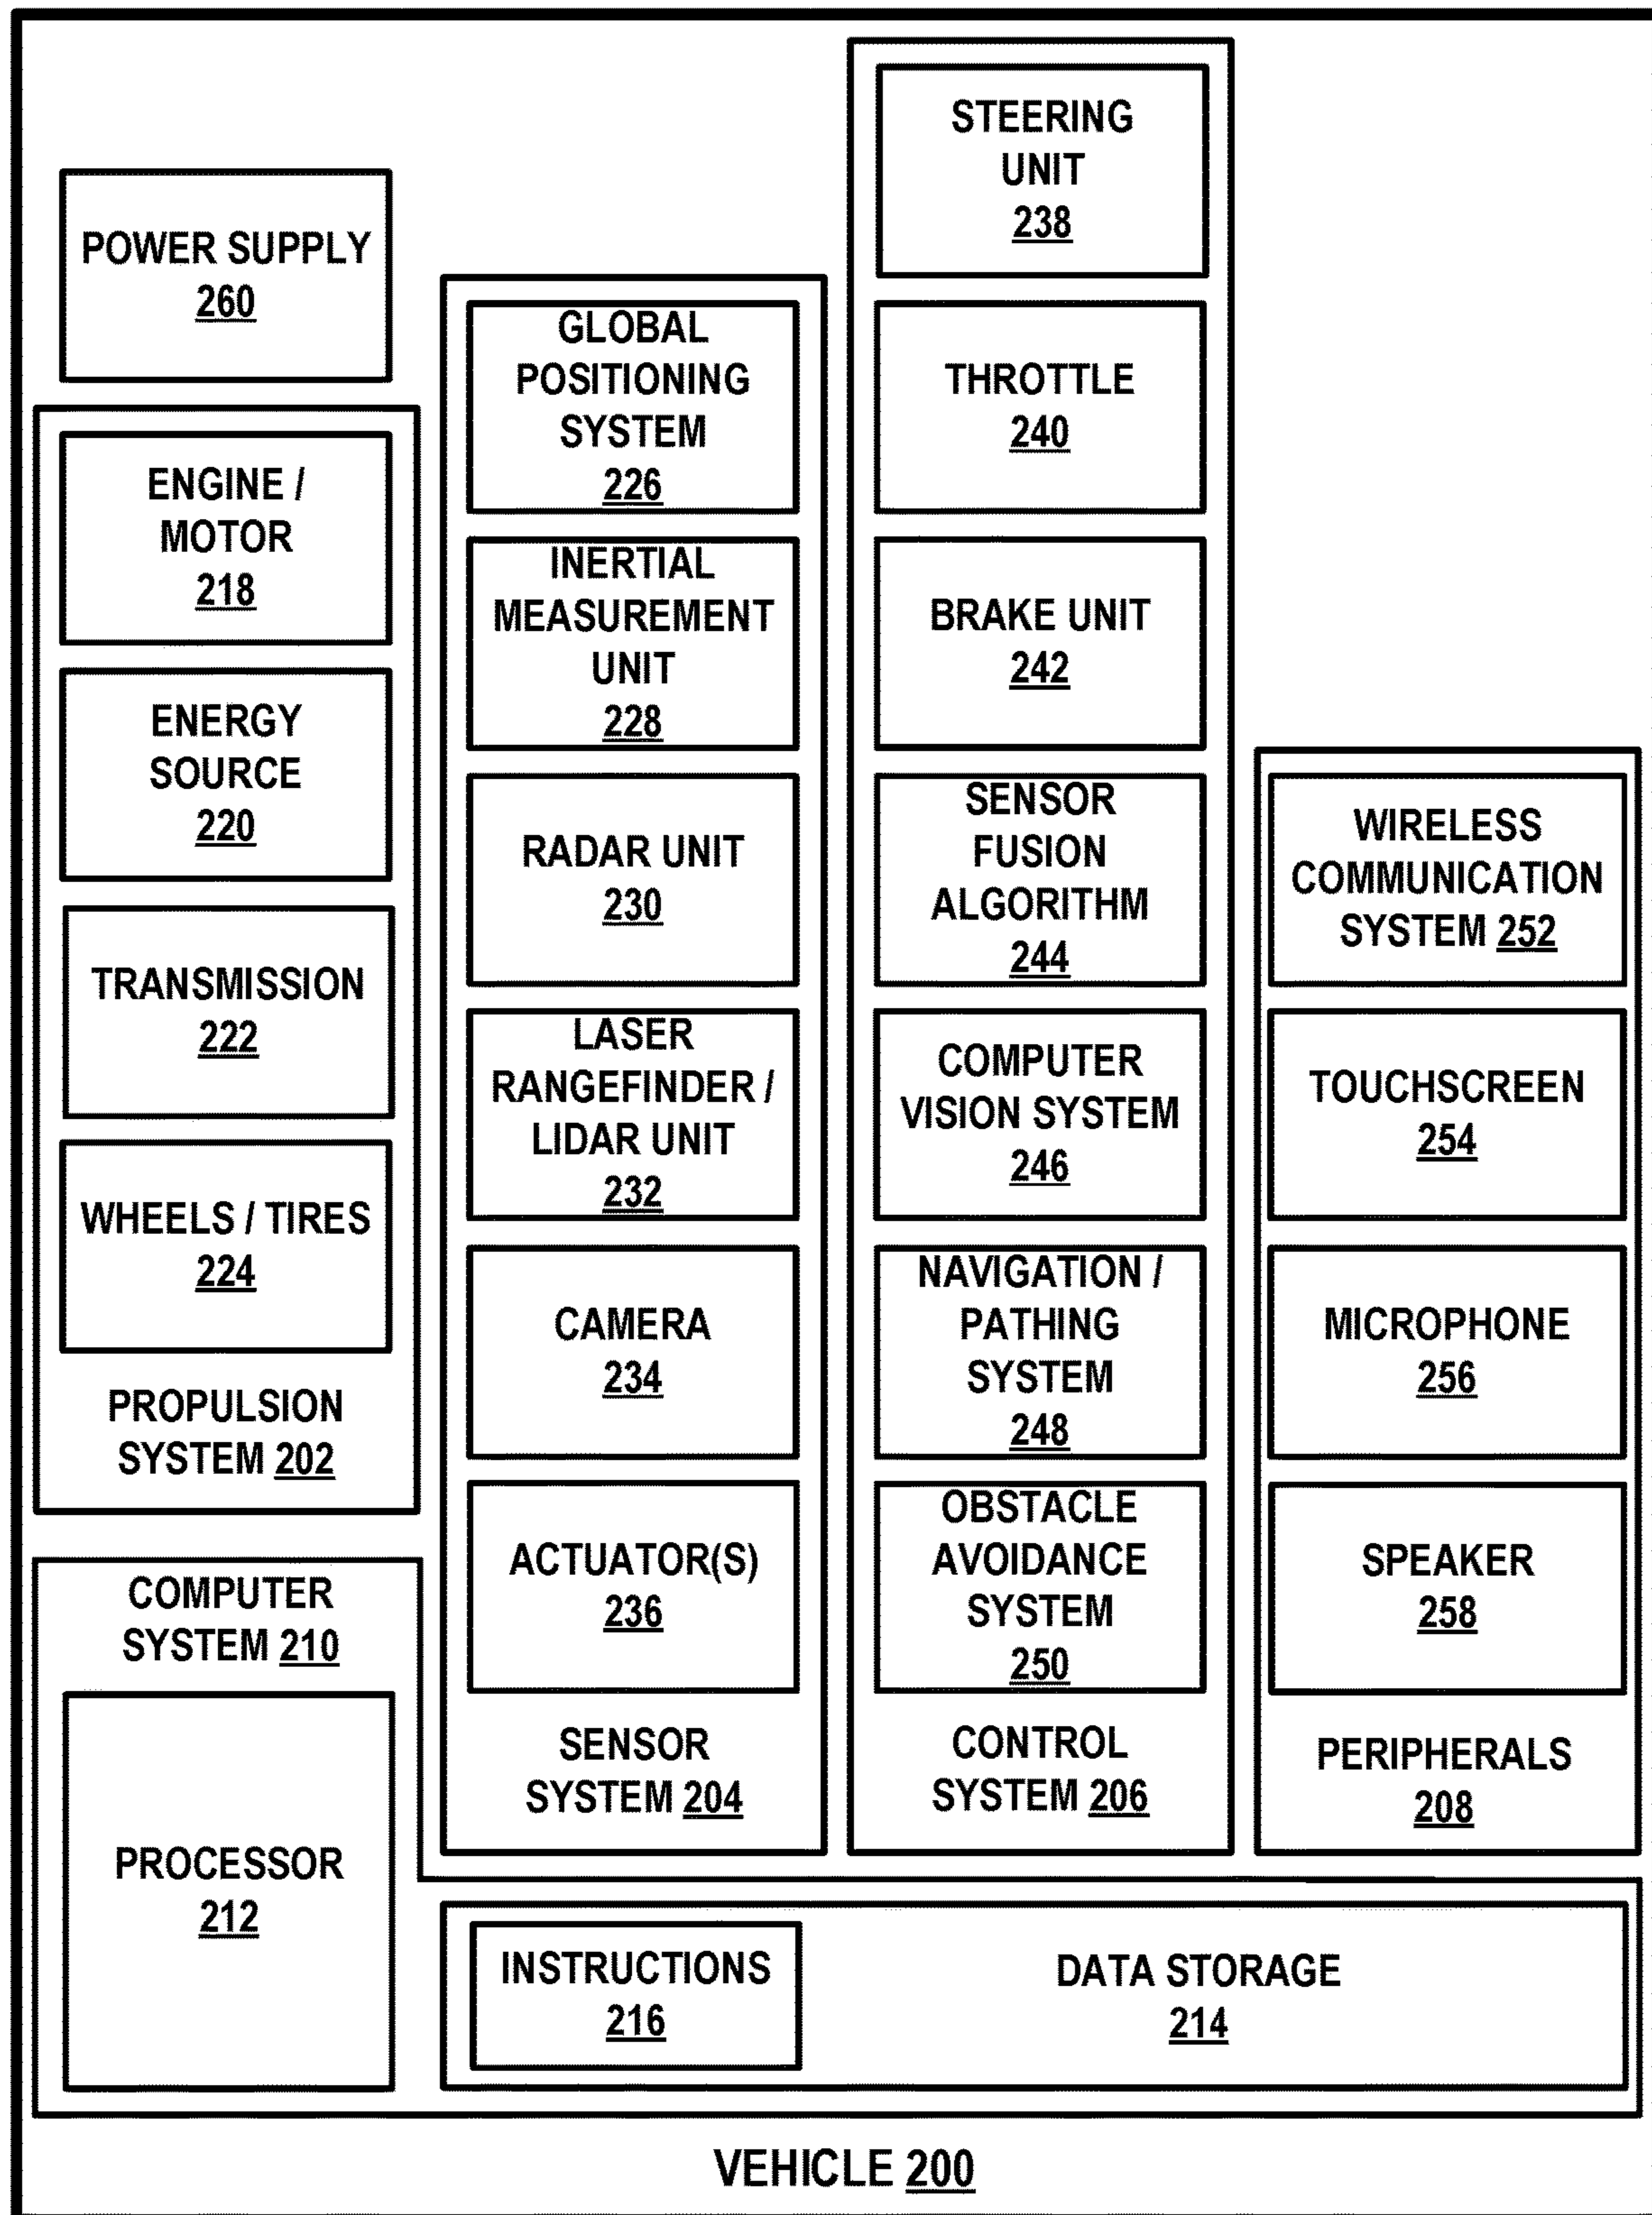 POWER SUPPLY
260
ENGINE /
MOTOR
218
ENERGY
SOURCE
220
TRANSMISSION
222
WHEELS / TIRES
224
PROPULSION
SYSTEM 202
COMPUTER
SYSTEM 210
PROCESSOR
212
GLOBAL
POSITIONING
SYSTEM
226
INERTIAL
MEASUREMENT
UNIT
228
RADAR UNIT
230
LASER
RANGEFINDER /
LIDAR UNIT
232
CAMERA
234
ACTUATOR(S)
236
SENSOR
SYSTEM 204
STEERING
UNIT
238
THROTTLE
240
BRAKE UNIT
242
SENSOR
FUSION
ALGORITHM
244
COMPUTER
VISION SYSTEM
246
NAVIGATION /
PATHING
SYSTEM
248
OBSTACLE
AVOIDANCE
SYSTEM
250
CONTROL
SYSTEM 206
WIRELESS
COMMUNICATION
SYSTEM 252
TOUCHSCREEN
254
MICROPHONE
256
SPEAKER
258
PERIPHERALS
208
INSTRUCTIONS
216
DATA STORAGE
214
VEHICLE 200